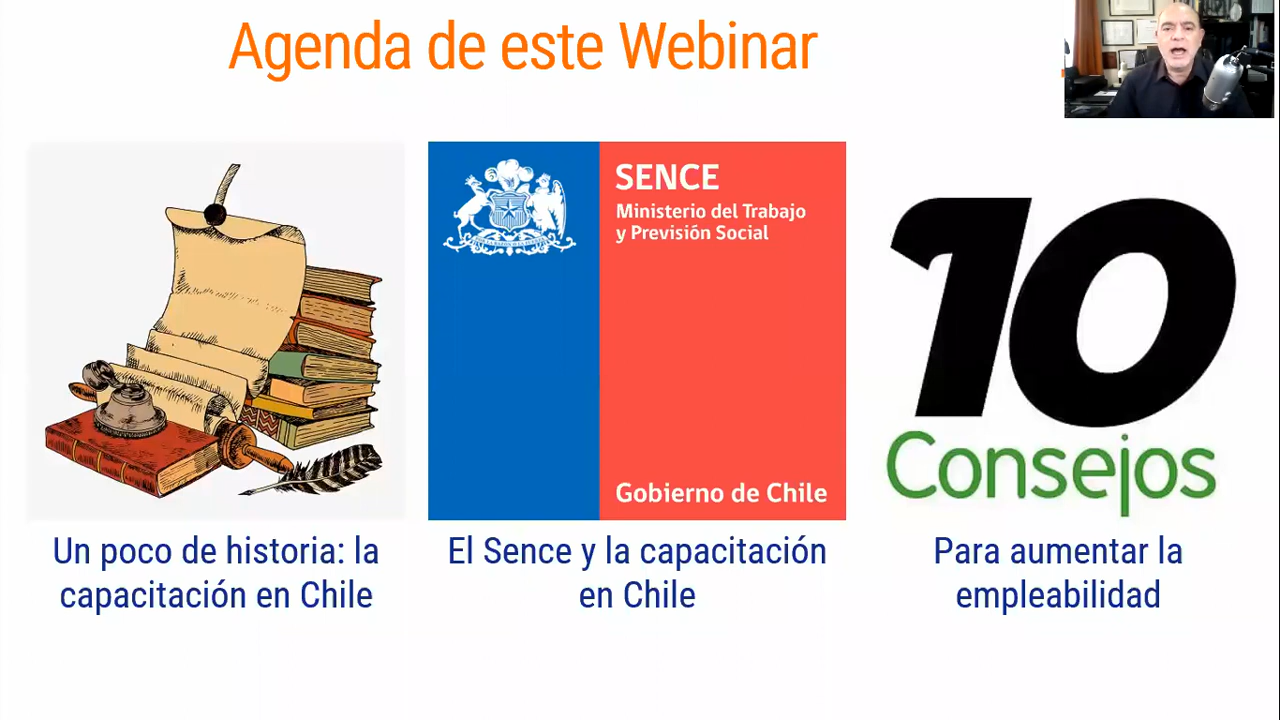 Agenda de este Webinar
SENCE
Ministerio del Trabajo
y Previsión Social
Gobierno de Chile
10
Consejos
Un poco de historia: la
capacitación en Chile
El Sence y la capacitación
en Chile
Para aumentar la
empleabilidad